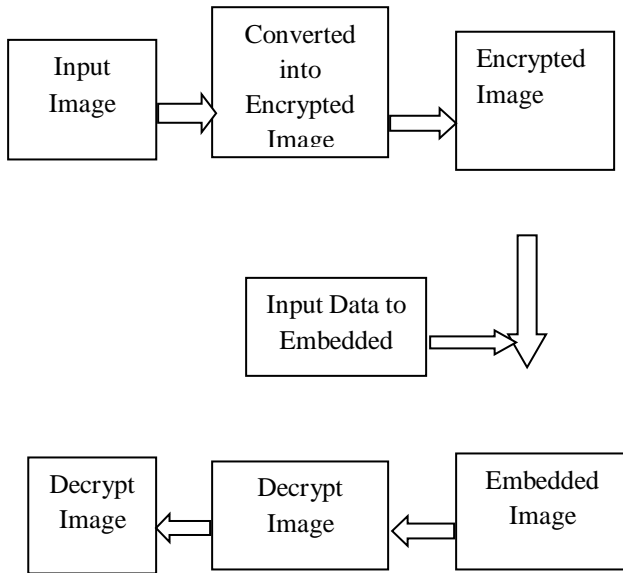 Input
Image
Converted
into
Encrypted
Image
Encrypted
Image
Input Data to
Embedded
Decrypt
Image
Decrypt
Image
Embedded
Image